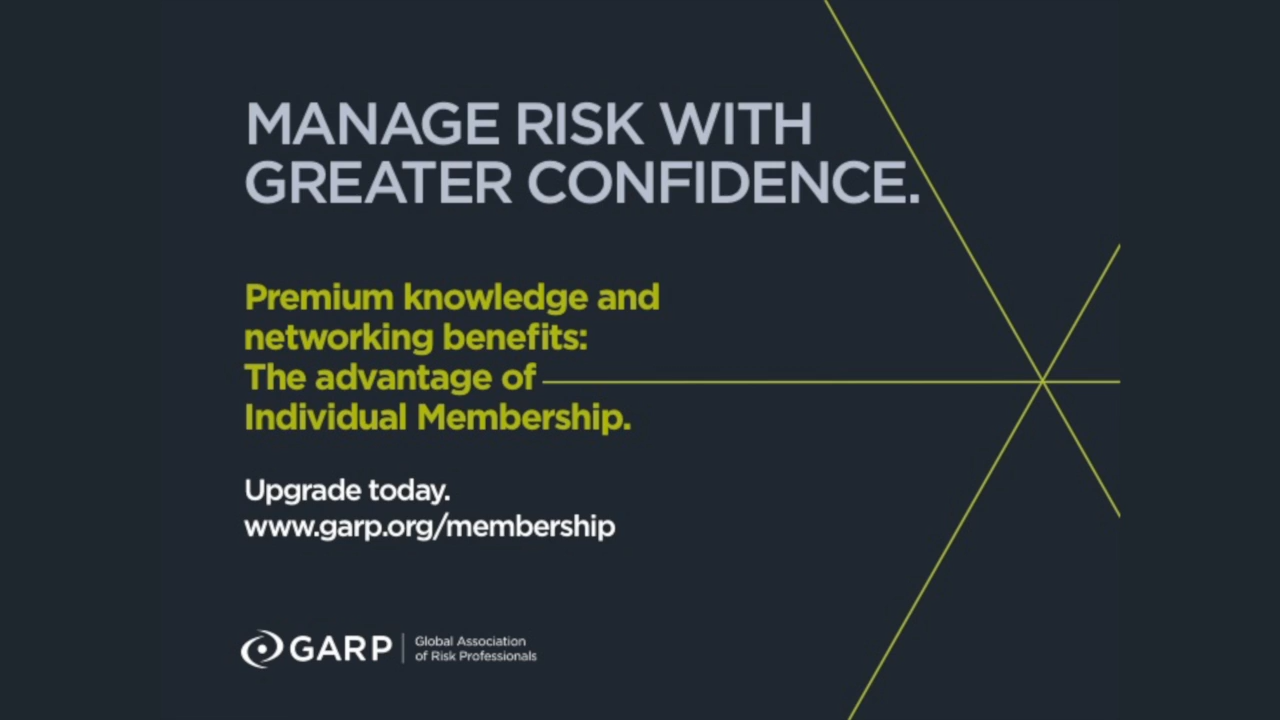 MANAGE RISK WITH
GREATER CONFIDENCE.
Premium knowledge and
networking benefits:
The advantage of
Individual Membership.
Upgrade today.
www.garp.org/membership
GARP
Global Association
of Risk Professionals